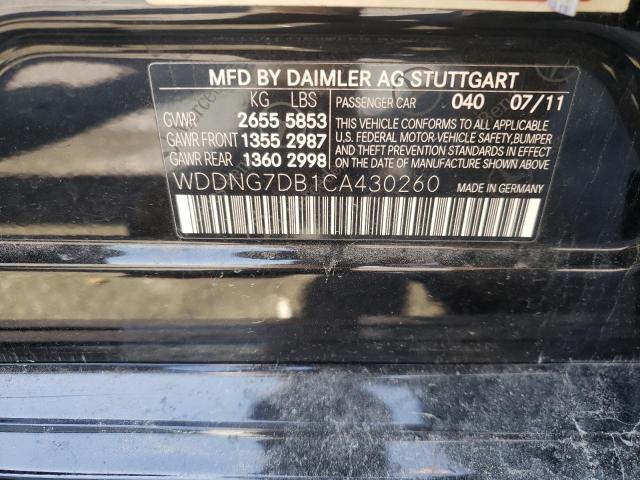 MFD BY DAIMLER AG STUTTGART
KG LBS
GVWR 2655 5853
GAWR FRONT 1355 2987
GAWR REAR 1360 2998
PASSENGER CAR 040 07/11
THIS VEHICLE CONFORMS TO ALL APPLICABLE
U.S. FEDERAL MOTOR-VEHICLE SAFETY,BUMPER
AND THEFT PREVENTION STANDARDS IN EFFECT
ON THE DATE OF MANUFACTURE SHOWN ABOVE.
WDDNG7DB1CA430260 MADE IN GERMANY